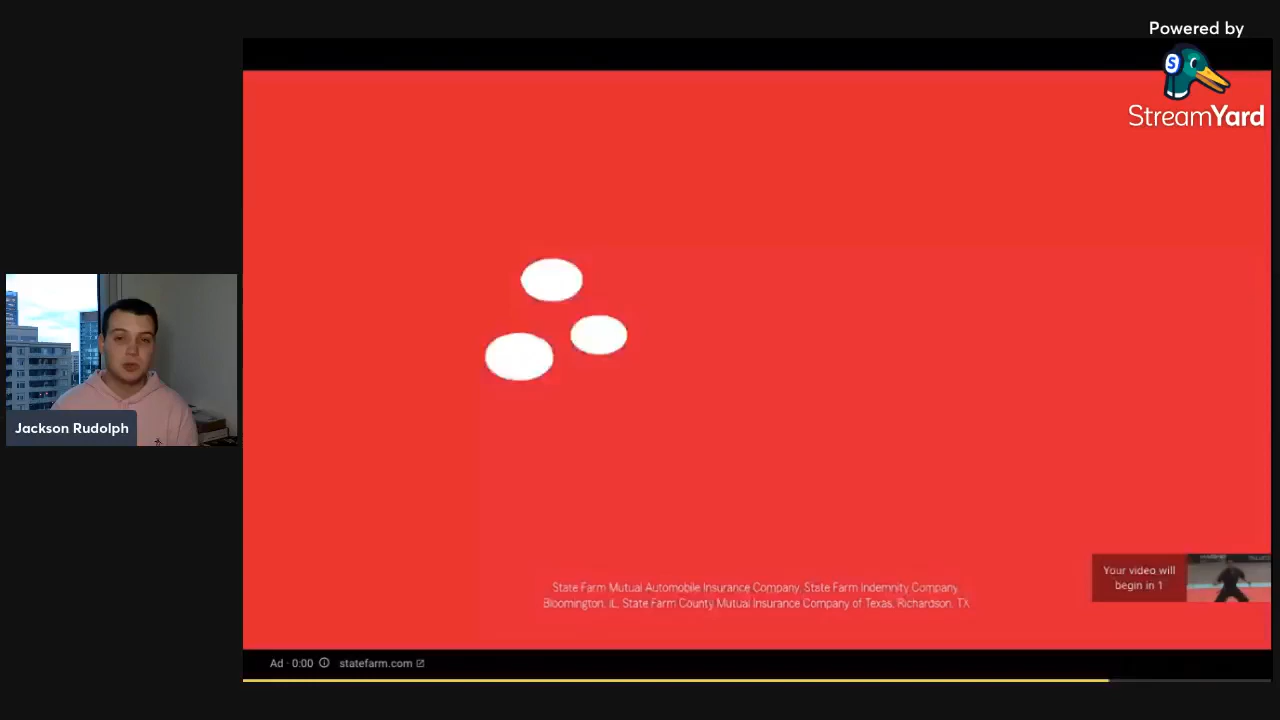 Powered by
StreamYard
Jackson Rudolph
State Farm Mutual Automobile Insurance Company, State Farm Indemnity Company
Bloomington, IL, State Farm County Mutual Insurance Company of Texas, Richardson, TX
Your video will
begin in 1
Ad · 0:00 statefarm.com